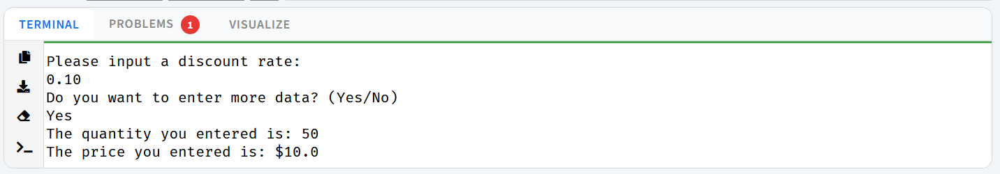 TERMINAL PROBLEMS 1 VISUALIZE
Please input a discount rate:
0.10
Do you want to enter more data? (Yes/No)
Yes
The quantity you entered is: 50
The price you entered is: $10.0